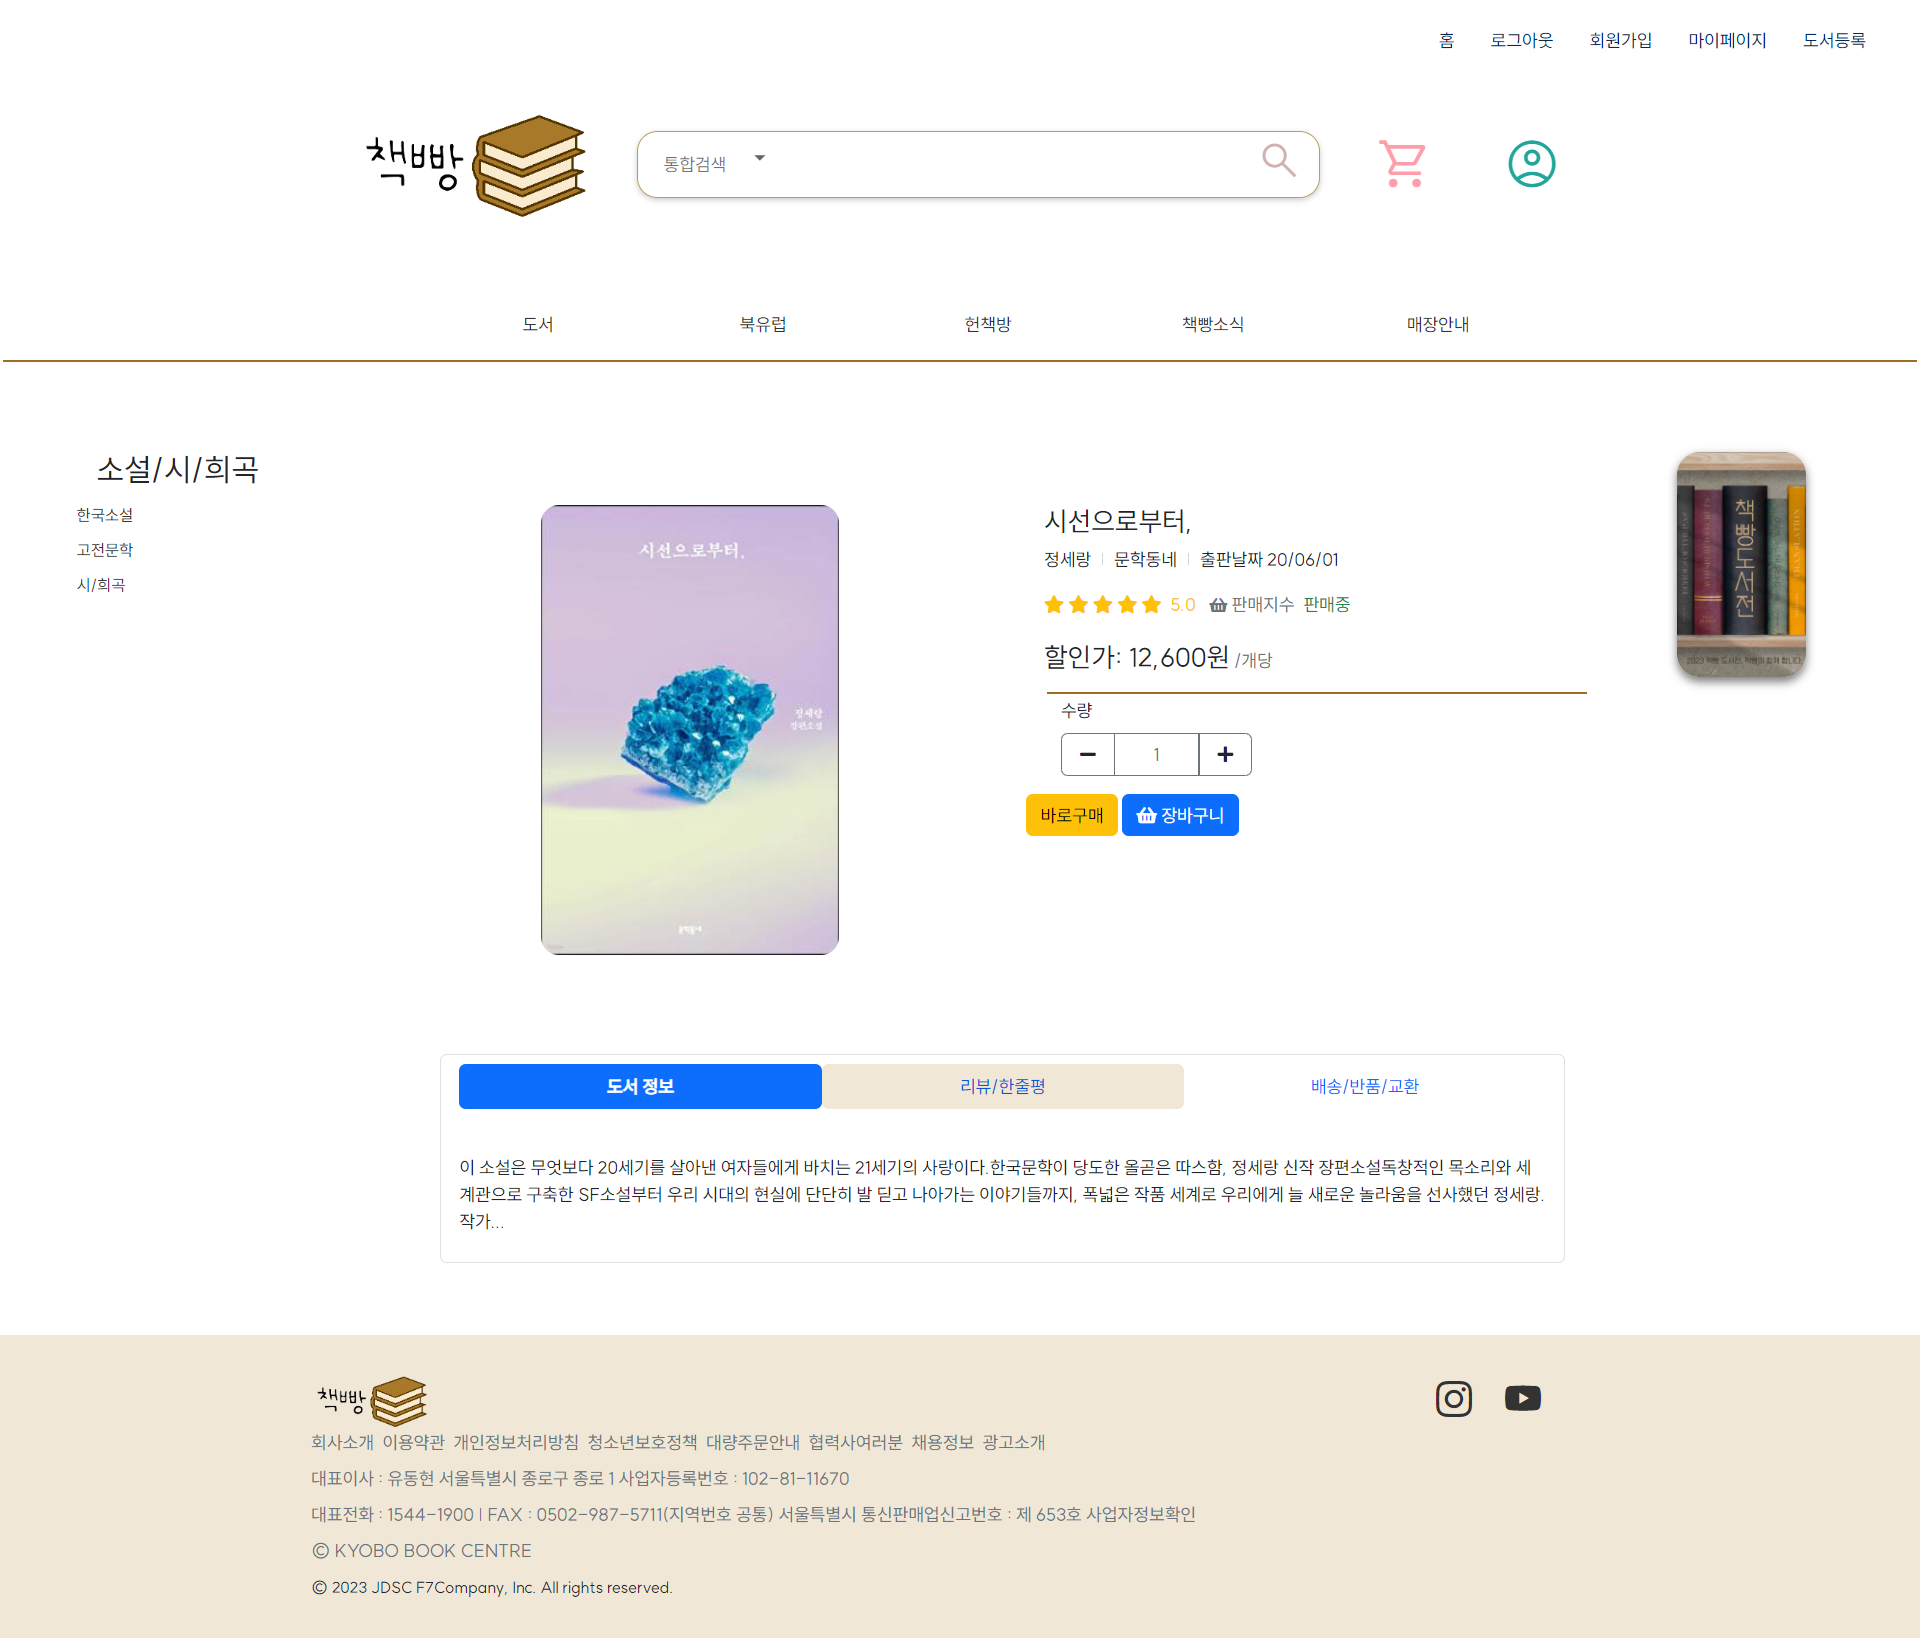 홈 로그아웃 회원가입 마이페이지 도서등록
책빵
통합검색
도서 북유럽 헌책방 책빵소식 매장안내
소설/시/희곡
한국소설
고전문학
시/희곡
시선으로부터,
정세랑
장편소설
문학동네
시선으로부터,
정세랑 문학동네 출판날짜 20/06/01
5.0 판매지수 판매중
할인가: 12,600원 /개당
수량
1
바로구매 장바구니
책빵도서전
도서 정보 리뷰/한줄평 배송/반품/교환
이 소설은 무엇보다 20세기를 살아낸 여자들에게 바치는 21세기의 사랑이다.한국문학이 당도한 올곧은 따스함, 정세랑 신작 장편소설독창적인 목소리와 세
계관으로 구축한 SF소설부터 우리 시대의 현실에 단단히 발 딛고 나아가는 이야기들까지, 폭넓은 작품 세계로 우리에게 늘 새로운 놀라움을 선사했던 정세랑.
작가...
책빵
회사소개 이용약관 개인정보처리방침 청소년보호정책 대량주문안내 협력사여러분 채용정보 광고소개
대표이사 : 유동현 서울특별시 종로구 종로 1 사업자등록번호 : 102-81-11670
대표전화 : 1544-1900 | FAX : 0502-987-5711(지역번호 공통) 서울특별시 통신판매업신고번호 : 제 653호 사업자정보확인
© KYOBO BOOK CENTRE
© 2023 JDSC F7Company, Inc. All rights reserved.